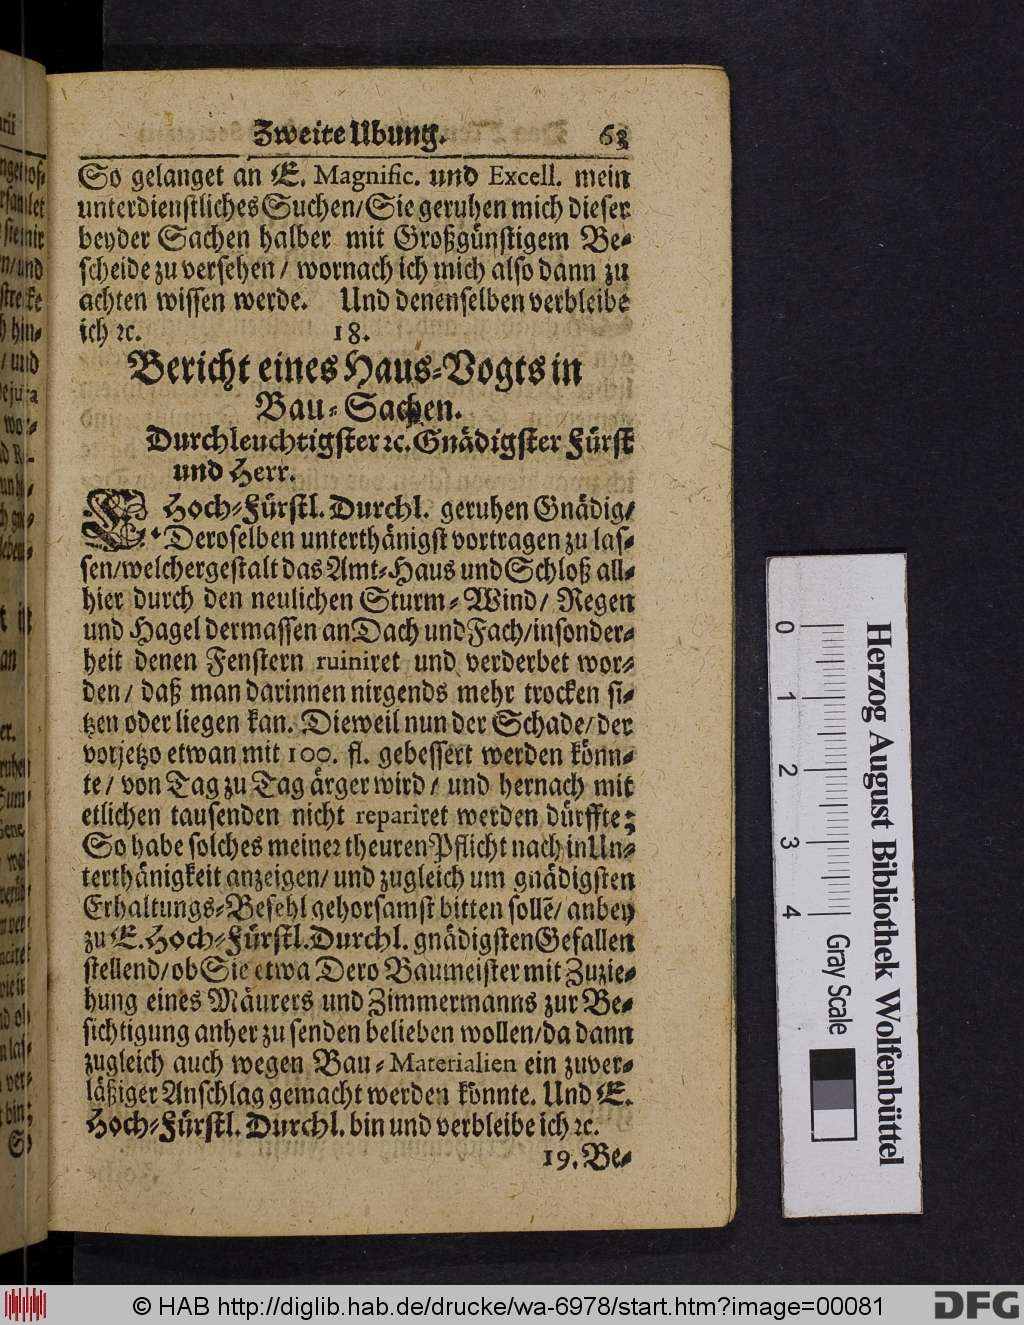 Zweite Ubung. 63
So gelanget an E. Magnific. und Excell. mein
unterdienstliches Suchen/ Sie geruhen mich dieser
beyder Sachen halber mit Großgünstigem Be-
scheide zu versehen / wornach ich mich also dann zu
achten wissen werde. Und denenselben verbleibe
ich ꝛc. 18.
Bericht eines Haus-Vogts in
Bau-Sachen.
Durchleuchtigster ꝛc. Gnädigster Fürst
und Herr.
E. Hoch-Fürstl. Durchl. geruhen Gnädig/
Deroselben unterthänigst vortragen zu las-
sen/ welchergestalt das Amt-Haus und Schloß all-
hier durch den neulichen Sturm-Wind/ Regen
und Hagel dermassen an Dach und Fach/ insonder-
heit denen Fenstern ruiniret und verderbet wor-
den/ daß man darinnen nirgends mehr trocken si-
tzen oder liegen kan. Dieweil nun der Schade/ der
vorjetzo etwan mit 100. fl. gebessert werden könn-
te/ von Tag zu Tag ärger wird/ und hernach mit
etlichen tausenden nicht repariret werden dürffte;
So habe solches meiner theuren Pflicht nach in Un-
terthänigkeit anzeigen/ und zugleich um gnädigsten
Erhaltungs-Befehl gehorsamst bitten sollẽ/ anbey
zu E. Hoch-Fürstl. Durchl. gnädigsten Gefallen
stellend/ ob Sie etwa Dero Baumeister mit Zuzie-
hung eines Mäurers und Zimmermanns zur Be-
sichtigung anher zu senden belieben wollen/ da dann
zugleich auch wegen Bau-Materialien ein zuver-
läßiger Anschlag gemacht werden könnte. Und E.
Hoch-Fürstl. Durchl. bin und verbleibe ich ꝛc.
19. Be-
0 1 2 3 4
Gray Scale
Herzog August Bibliothek Wolfenbüttel
© HAB http://diglib.hab.de/drucke/wa-6978/start.htm?image=00081
DFG